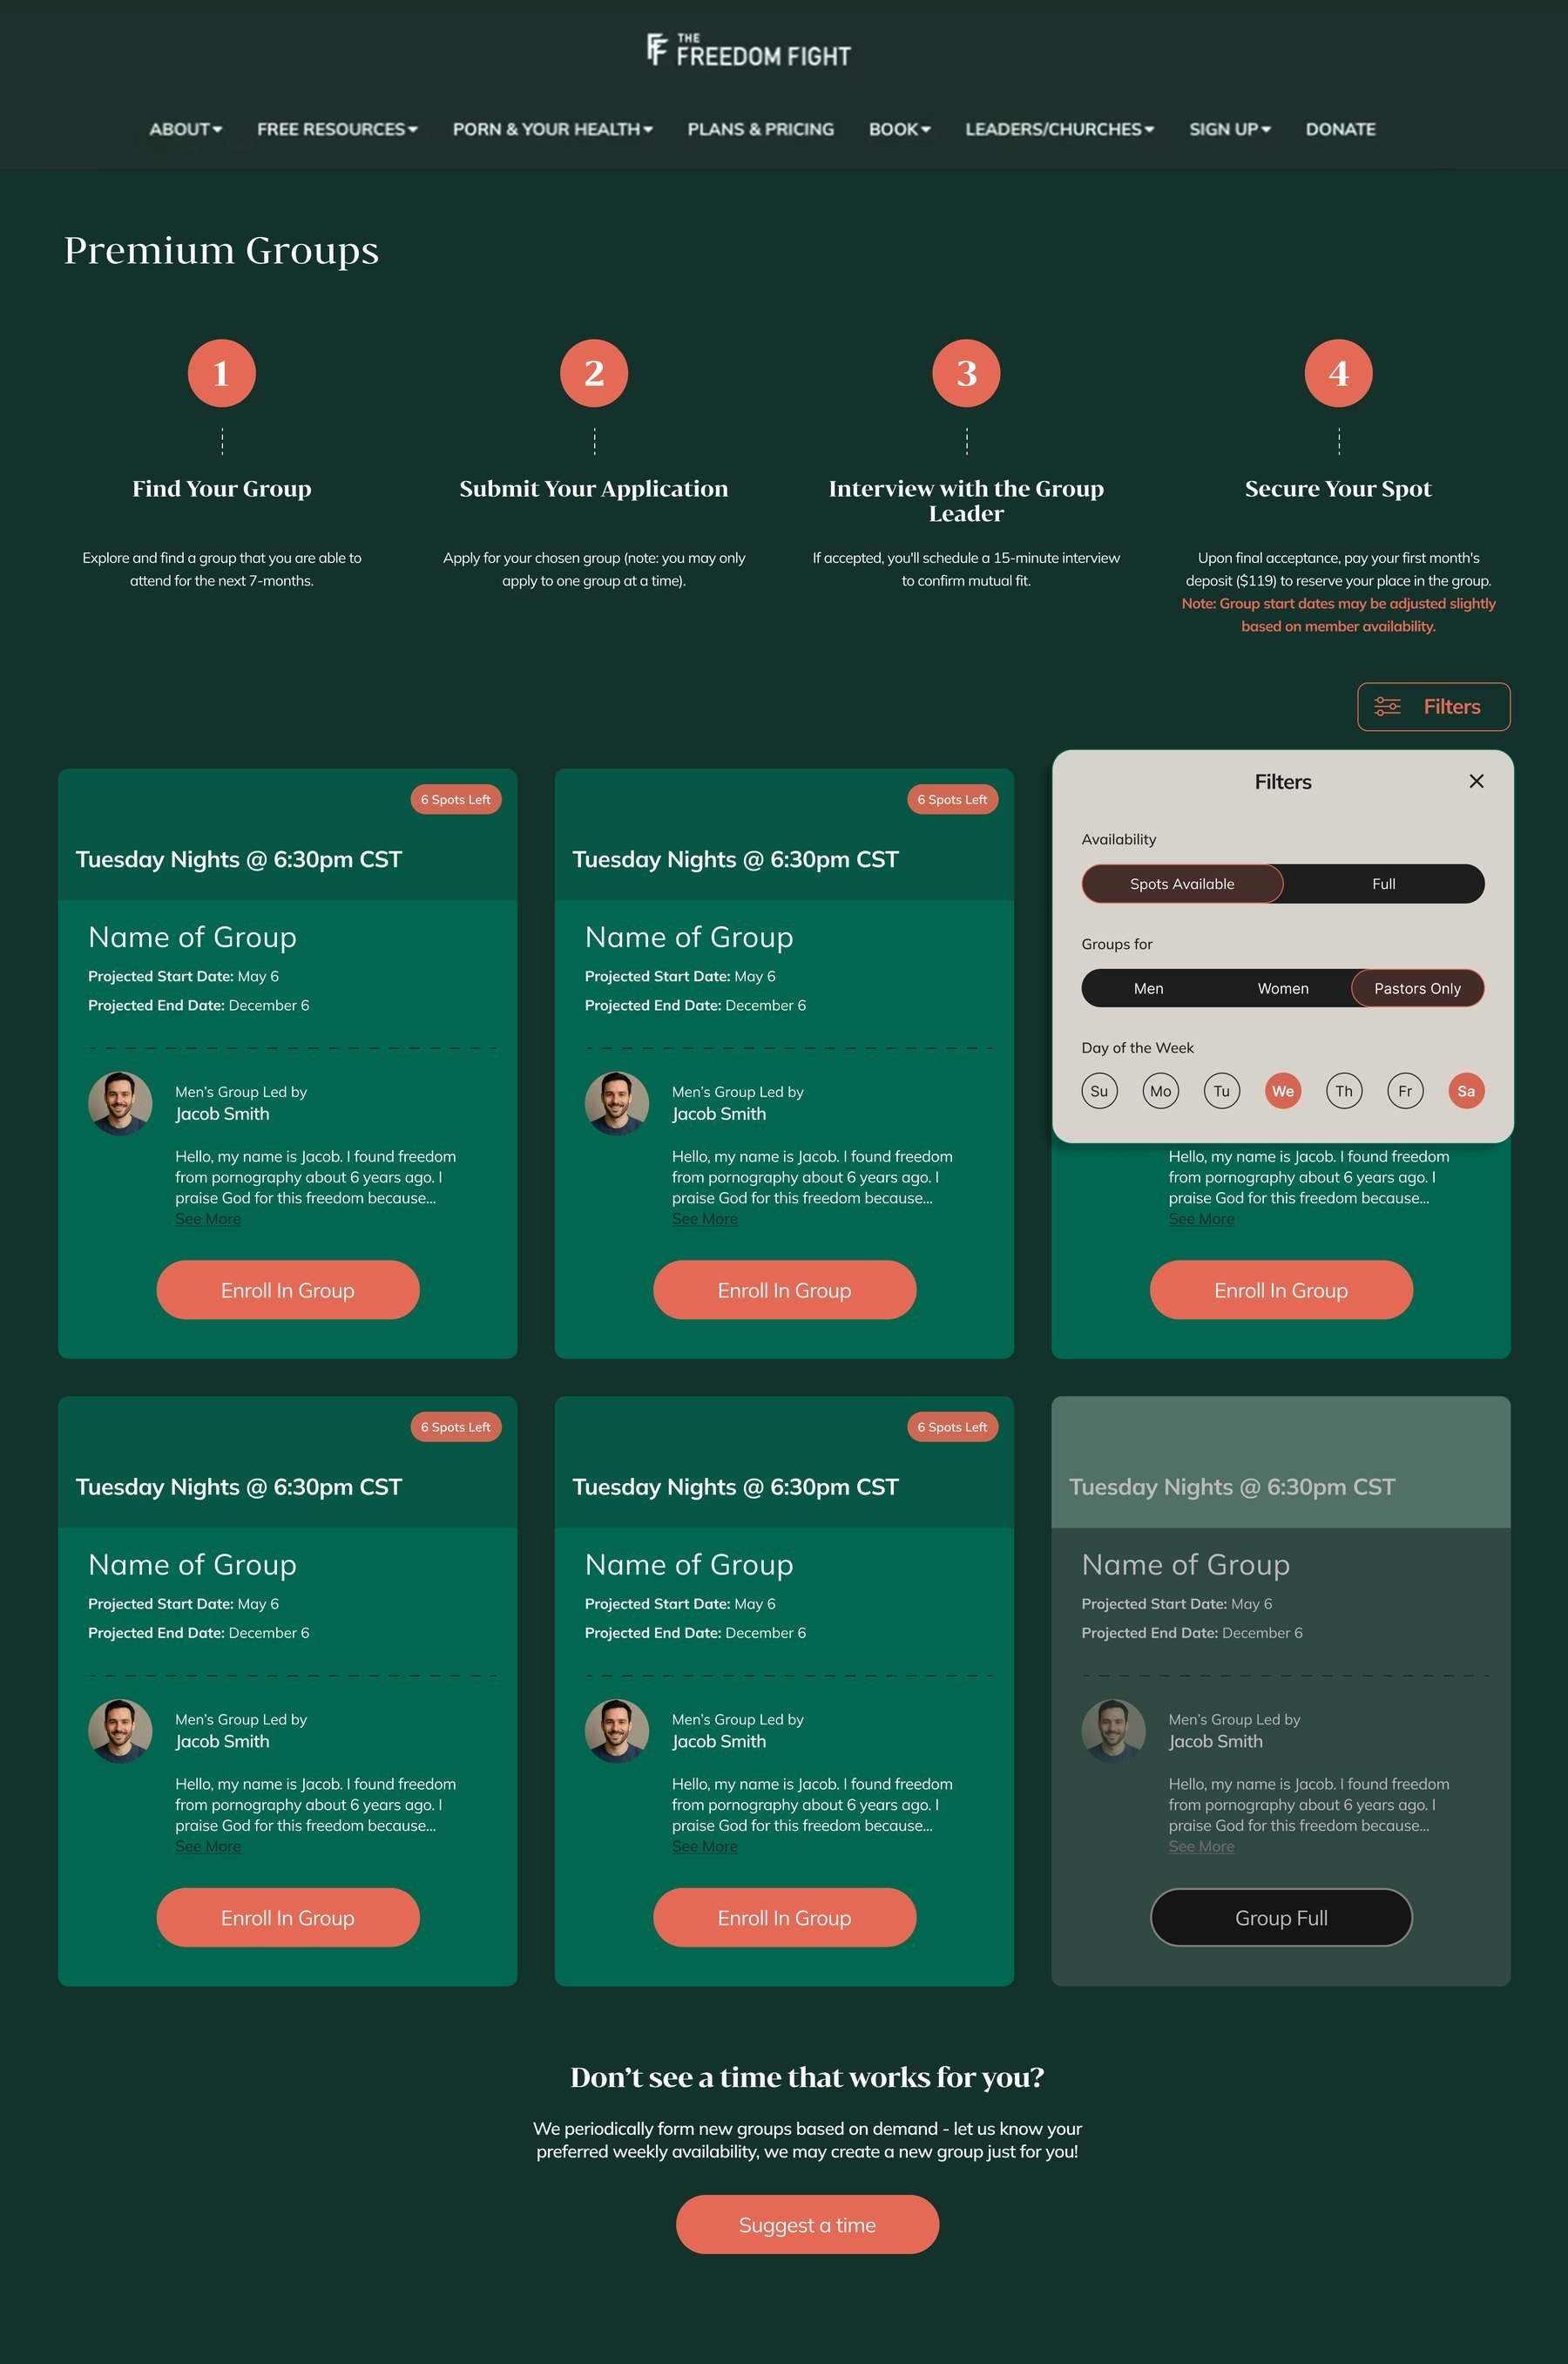 THE
FREEDOM FIGHT
ABOUT
FREE RESOURCES
PORN & YOUR HEALTH
PLANS & PRICING
BOOK
LEADERS/CHURCHES
SIGN UP
DONATE
Premium Groups
1
Find Your Group
Explore and find a group that you are able to
attend for the next 7-months.
2
Submit Your Application
Apply for your chosen group (note: you may only
apply to one group at a time).
3
Interview with the Group
Leader
If accepted, you'll schedule a 15-minute interview
to confirm mutual fit.
4
Secure Your Spot
Upon final acceptance, pay your first month's
deposit ($119) to reserve your place in the group.
Note: Group start dates may be adjusted slightly
based on member availability.
Filters
6 Spots Left
Tuesday Nights @ 6:30pm CST
Name of Group
Projected Start Date: May 6
Projected End Date: December 6
Men's Group Led by
Jacob Smith
Hello, my name is Jacob. I found freedom
from pornography about 6 years ago. I
praise God for this freedom because...
See More
Enroll In Group
6 Spots Left
Tuesday Nights @ 6:30pm CST
Name of Group
Projected Start Date: May 6
Projected End Date: December 6
Men's Group Led by
Jacob Smith
Hello, my name is Jacob. I found freedom
from pornography about 6 years ago. I
praise God for this freedom because...
See More
Enroll In Group
Filters
Availability
Spots Available
Full
Groups for
Men
Women
Pastors Only
Day of the Week
Su
Mo
Tu
We
Th
Fr
Sa
Hello, my name is Jacob. I found freedom
from pornography about 6 years ago. I
praise God for this freedom because...
See More
Enroll In Group
6 Spots Left
Tuesday Nights @ 6:30pm CST
Name of Group
Projected Start Date: May 6
Projected End Date: December 6
Men's Group Led by
Jacob Smith
Hello, my name is Jacob. I found freedom
from pornography about 6 years ago. I
praise God for this freedom because...
See More
Enroll In Group
6 Spots Left
Tuesday Nights @ 6:30pm CST
Name of Group
Projected Start Date: May 6
Projected End Date: December 6
Men's Group Led by
Jacob Smith
Hello, my name is Jacob. I found freedom
from pornography about 6 years ago. I
praise God for this freedom because...
See More
Enroll In Group
Tuesday Nights @ 6:30pm CST
Name of Group
Projected Start Date: May 6
Projected End Date: December 6
Men's Group Led by
Jacob Smith
Hello, my name is Jacob. I found freedom
from pornography about 6 years ago. I
praise God for this freedom because...
See More
Group Full
Don't see a time that works for you?
We periodically form new groups based on demand - let us know your
preferred weekly availability, we may create a new group just for you!
Suggest a time